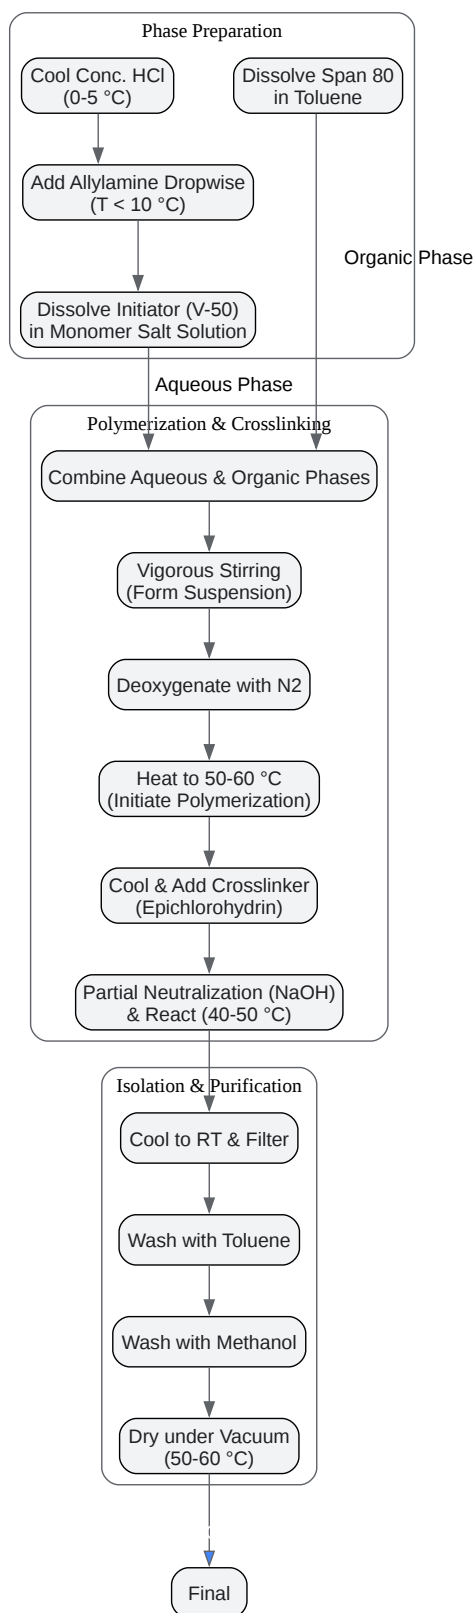 Phase Preparation
Cool Conc. HCl
(0-5 °C)
Dissolve Span 80
in Toluene
Add Allylamine Dropwise
(T < 10 °C)
Organic Phase
Dissolve Initiator (V-50)
in Monomer Salt Solution
Aqueous Phase
Polymerization & Crosslinking
Combine Aqueous & Organic Phases
Vigorous Stirring
(Form Suspension)
Deoxygenate with N2
Heat to 50-60 °C
(Initiate Polymerization)
Cool & Add Crosslinker
(Epichlorohydrin)
Partial Neutralization (NaOH)
& React (40-50 °C)
Isolation & Purification
Cool to RT & Filter
Wash with Toluene
Wash with Methanol
Dry under Vacuum
(50-60 °C)
Final